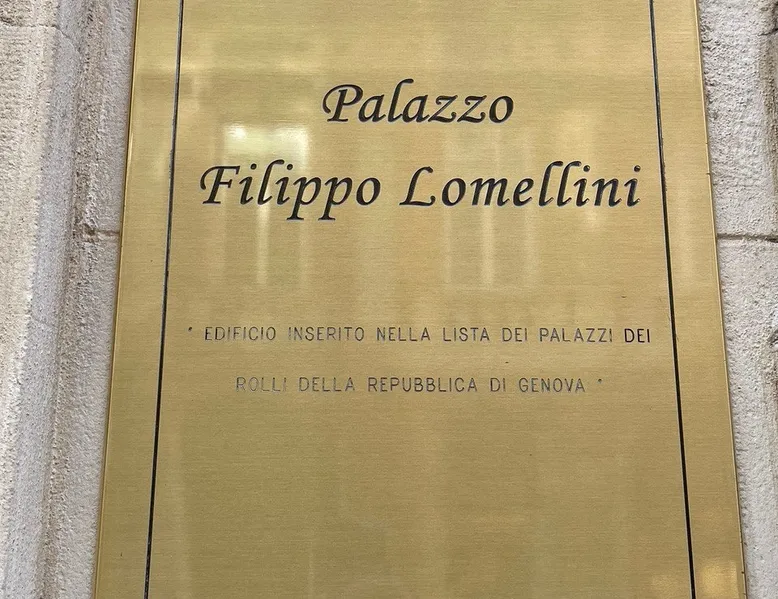 Palazzo
Filippo Lomellini
" EDIFICIO INSERITO NELLA LISTA DEI PALAZZI DEI
ROLLI DELLA REPUBBLICA DI GENOVA "